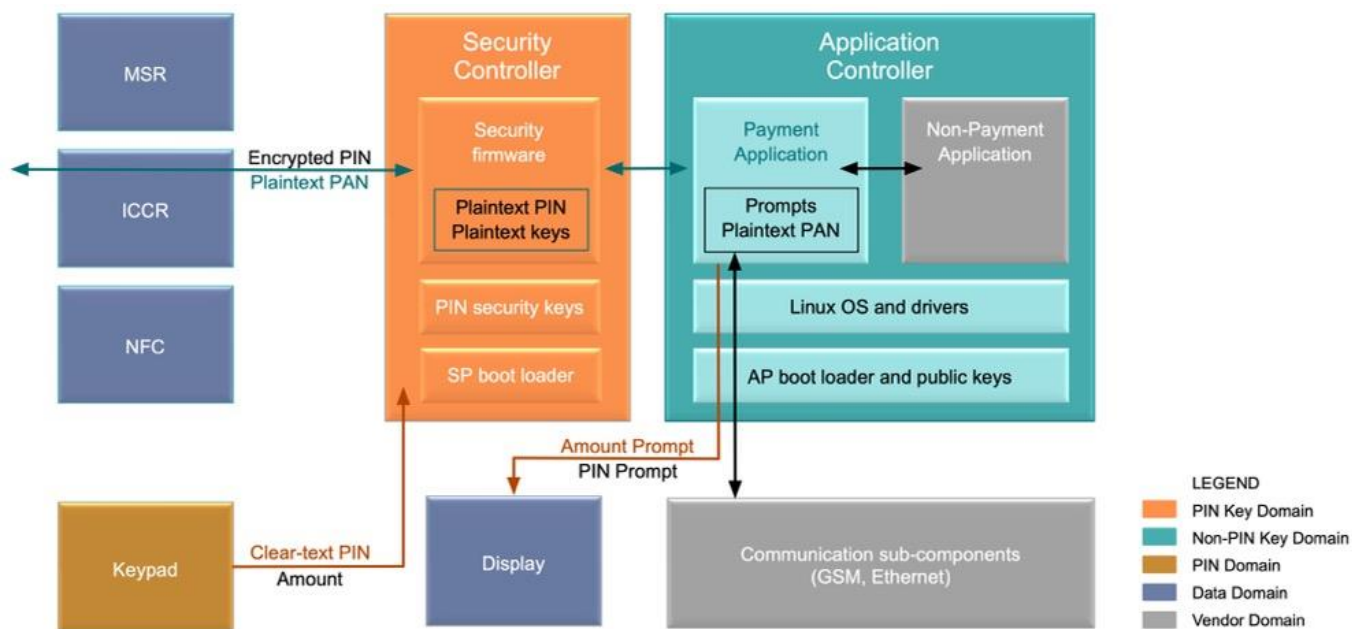 MSR
Encrypted PIN
Plaintext PAN
ICCR
NFC
Security
Controller
Security
firmware
Plaintext PIN
Plaintext keys
PIN security keys
SP boot loader
Application
Controller
Payment
Application
Prompts
Plaintext PAN
Non-Payment
Application
Linux OS and drivers
AP boot loader and public keys
Amount Prompt
PIN Prompt
Keypad
Clear-text PIN
Amount
Display
Communication sub-components
(GSM, Ethernet)
LEGEND
PIN Key Domain
Non-PIN Key Domain
PIN Domain
Data Domain
Vendor Domain